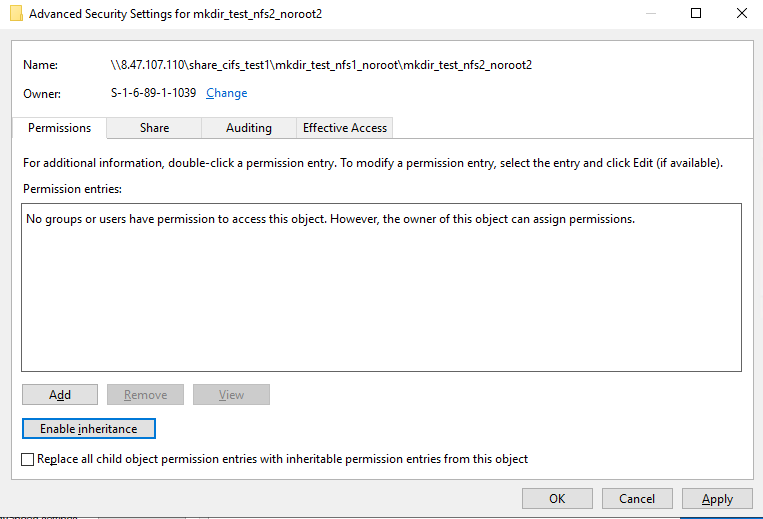 Advanced Security Settings for mkdir_test_nfs2_noroot2
Name: \\8.47.107.110\share_cifs_test1\mkdir_test_nfs1_noroot\mkdir_test_nfs2_noroot2
Owner: S-1-6-89-1-1039 Change
Permissions Share Auditing Effective Access
For additional information, double-click a permission entry. To modify a permission entry, select the entry and click Edit (if available).
Permission entries:
No groups or users have permission to access this object. However, the owner of this object can assign permissions.
Add Remove View
Enable inheritance
Replace all child object permission entries with inheritable permission entries from this object
OK Cancel Apply